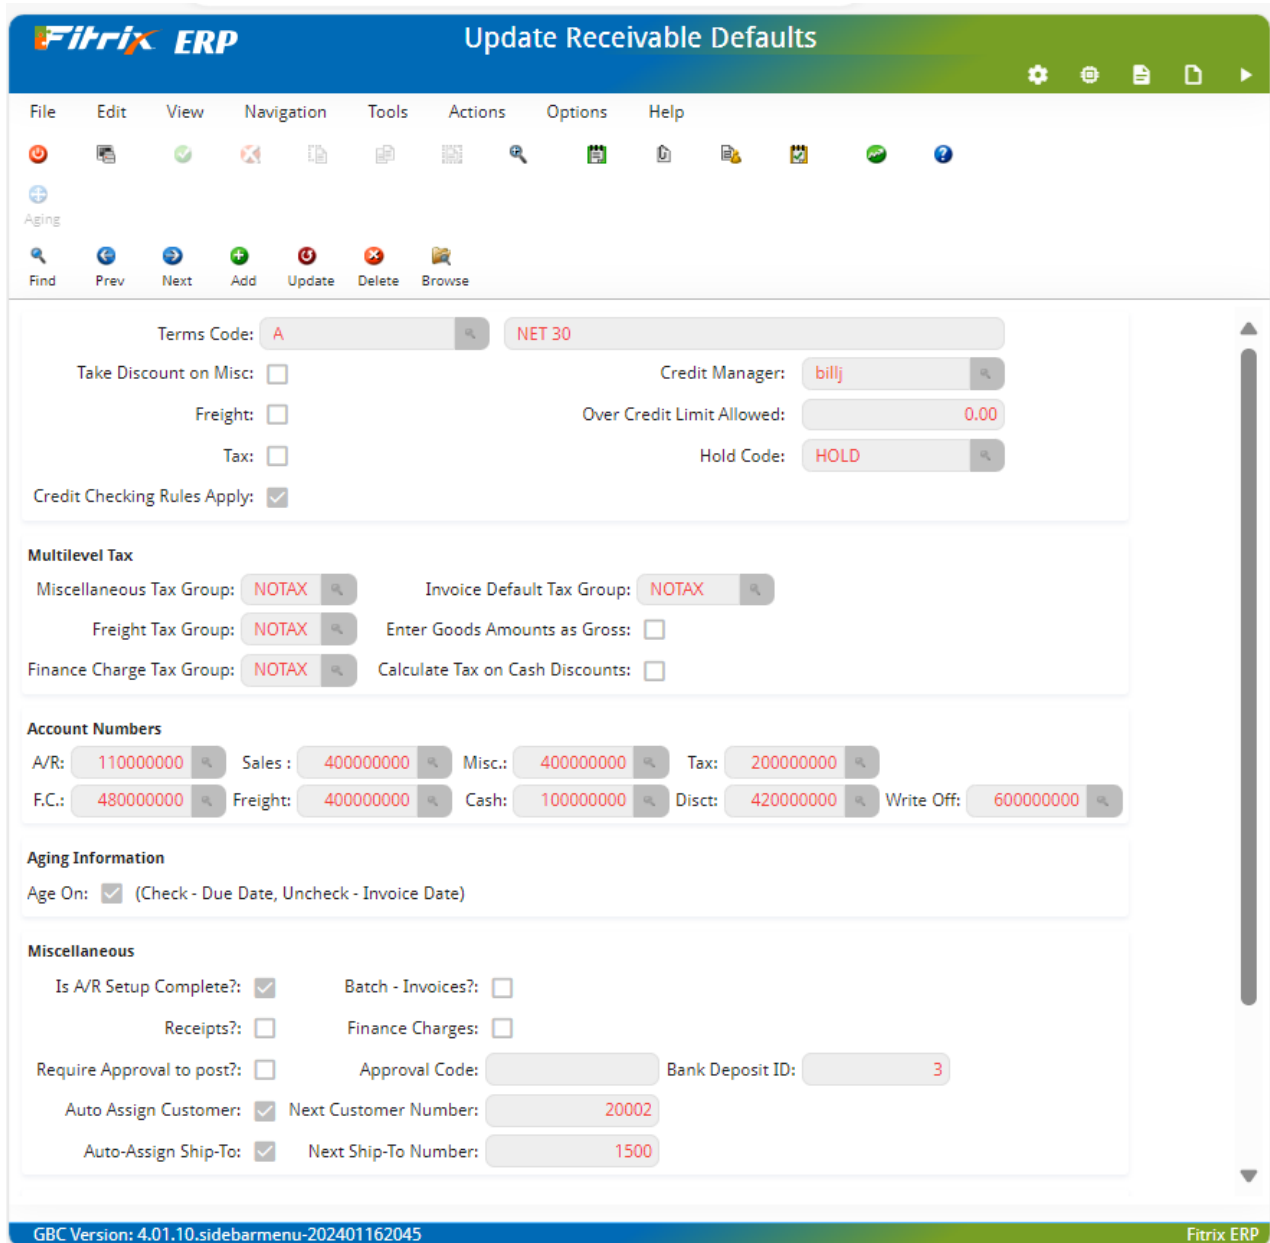 Fitrix ERP Update Receivable Defaults
File Edit View Navigation Tools Actions Options Help
Aging
Find Prev Next Add Update Delete Browse
Terms Code: A NET 30
Take Discount on Misc: Credit Manager: billj
Freight: Over Credit Limit Allowed: 0.00
Tax: Hold Code: HOLD
Credit Checking Rules Apply:
Multilevel Tax
Miscellaneous Tax Group: NOTAX Invoice Default Tax Group: NOTAX
Freight Tax Group: NOTAX Enter Goods Amounts as Gross:
Finance Charge Tax Group: NOTAX Calculate Tax on Cash Discounts:
Account Numbers
A/R: 110000000 Sales : 400000000 Misc.: 400000000 Tax: 200000000
F.C.: 480000000 Freight: 400000000 Cash: 100000000 Disct: 420000000 Write Off: 600000000
Aging Information
Age On: (Check - Due Date, Uncheck - Invoice Date)
Miscellaneous
Is A/R Setup Complete?: Batch - Invoices?:
Receipts?: Finance Charges:
Require Approval to post?: Approval Code: Bank Deposit ID: 3
Auto Assign Customer: Next Customer Number: 20002
Auto-Assign Ship-To: Next Ship-To Number: 1500
GBC Version: 4.01.10.sidebarmenu-202401162045 Fitrix ERP